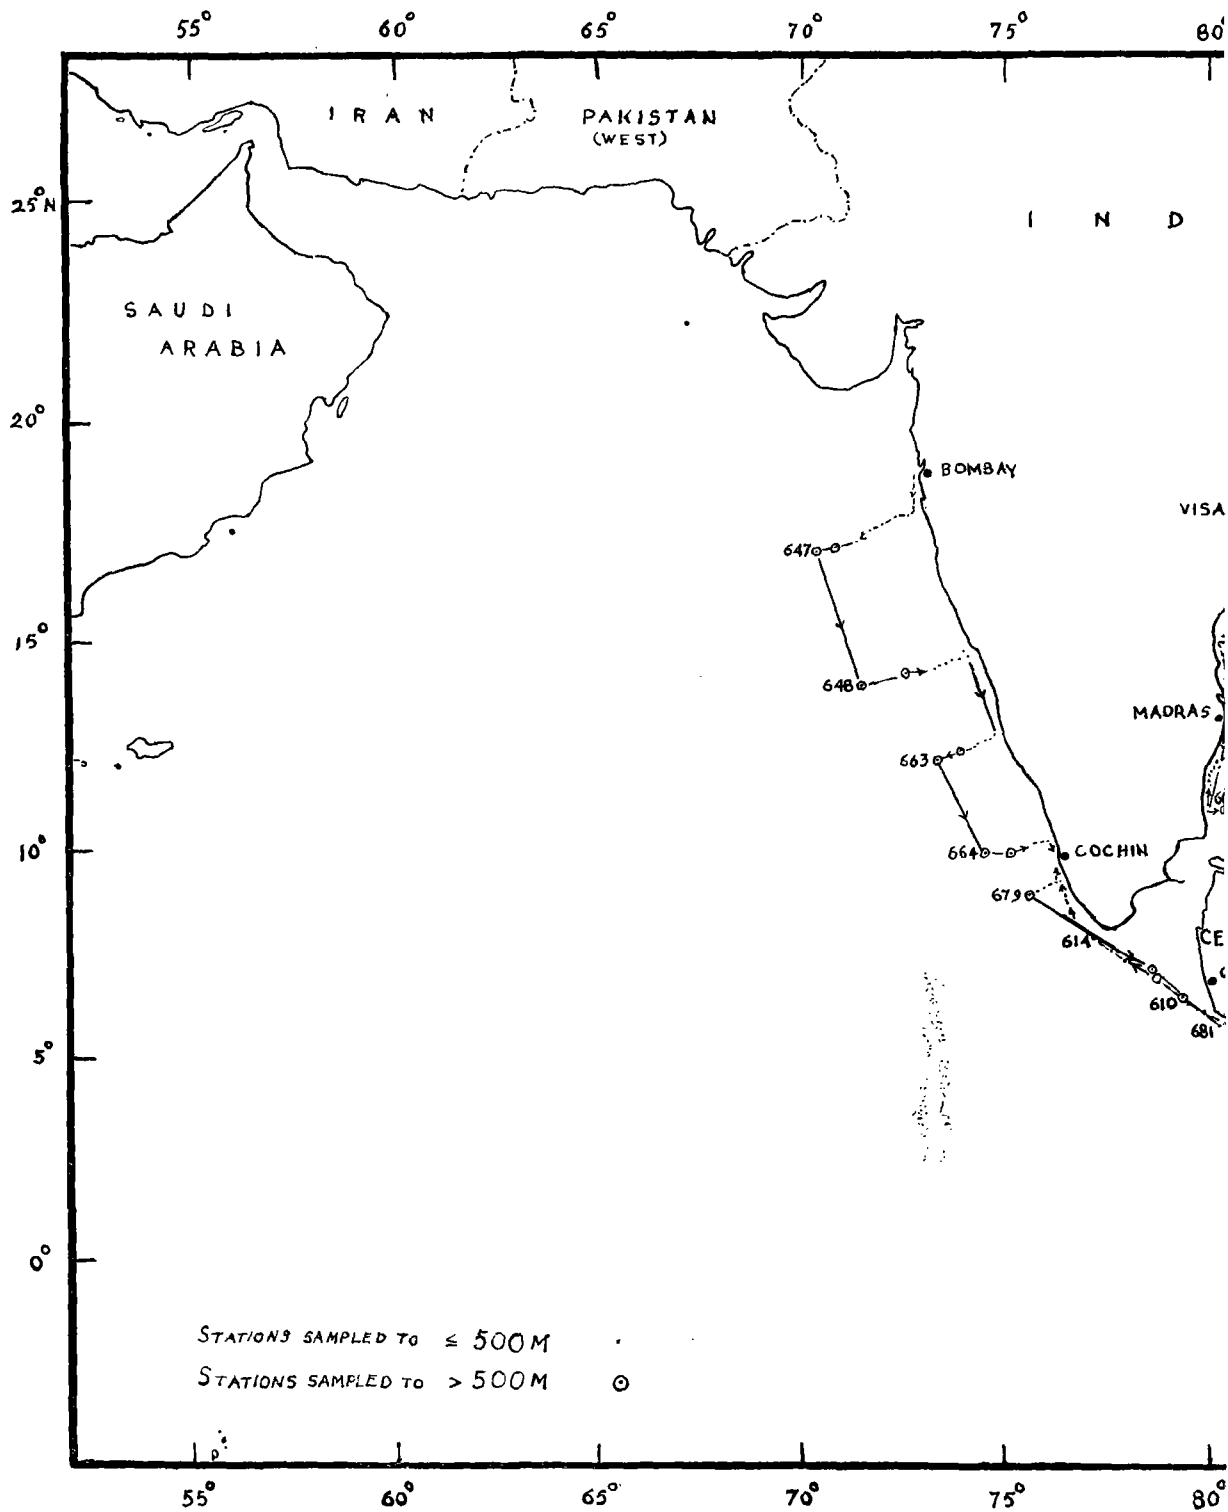 55° 60° 65° 70° 75° 80°
IRAN
PAKISTAN
(WEST)
25°N
IND
SAUDI
ARABIA
20°
BOMBAY
VISA
647
15°
648
MADRAS
663
10°
664
COCHIN
679
614
CE
610
681
5°
0°
STATIONS SAMPLED TO ≤ 500M
STATIONS SAMPLED TO > 500M
55° 60° 65° 70° 75° 80°